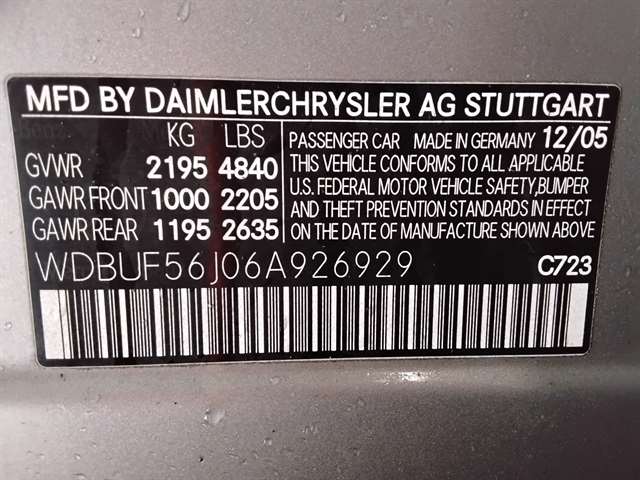 MFD BY DAIMLERCHRYSLER AG STUTTGART
KG LBS
GVWR 2195 4840
GAWR FRONT 1000 2205
GAWR REAR 1195 2635
PASSENGER CAR MADE IN GERMANY 12/05
THIS VEHICLE CONFORMS TO ALL APPLICABLE
U.S. FEDERAL MOTOR VEHICLE SAFETY,BUMPER
AND THEFT PREVENTION STANDARDS IN EFFECT
ON THE DATE OF MANUFACTURE SHOWN ABOVE
WDBUF56J06A926929 C723